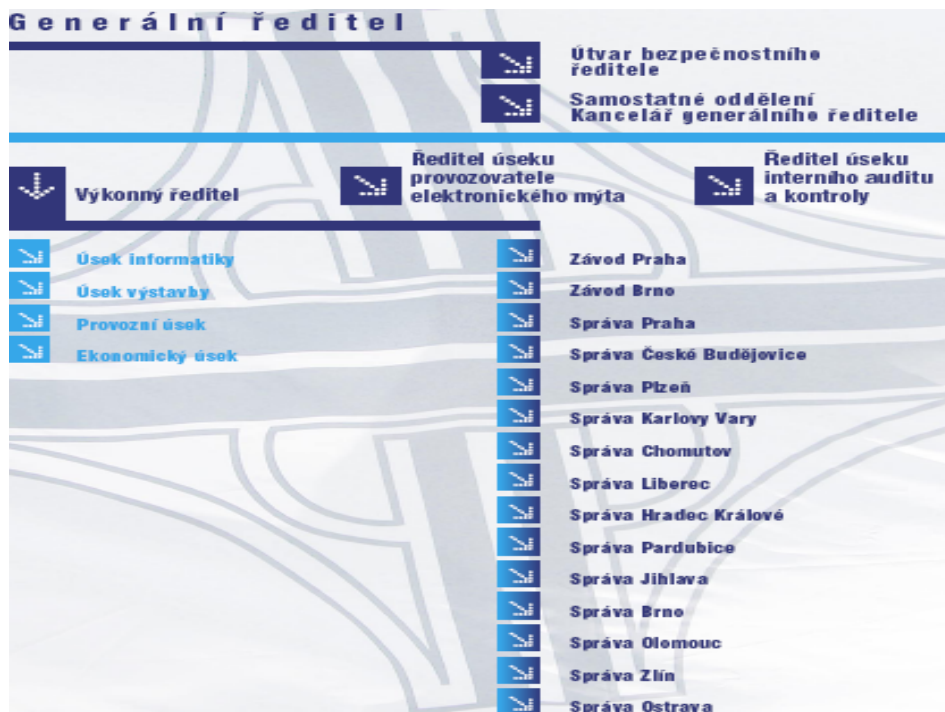 Generální ředitel
Útvar bezpečnostního
ředitele
Samostatné oddělení
Kancelář generálního ředitele
Výkonný ředitel
Ředitel úseku
provozovatele
elektronického mýta
Ředitel úseku
interního auditu
a kontroly
Úsek informatiky
Úsek výstavby
Provozní úsek
Ekonomický úsek
Závod Praha
Závod Brno
Správa Praha
Správa České Budějovice
Správa Plzeň
Správa Karlovy Vary
Správa Chomutov
Správa Liberec
Správa Hradec Králové
Správa Pardubice
Správa Jihlava
Správa Brno
Správa Olomouc
Správa Zlín
Správa Ostrava